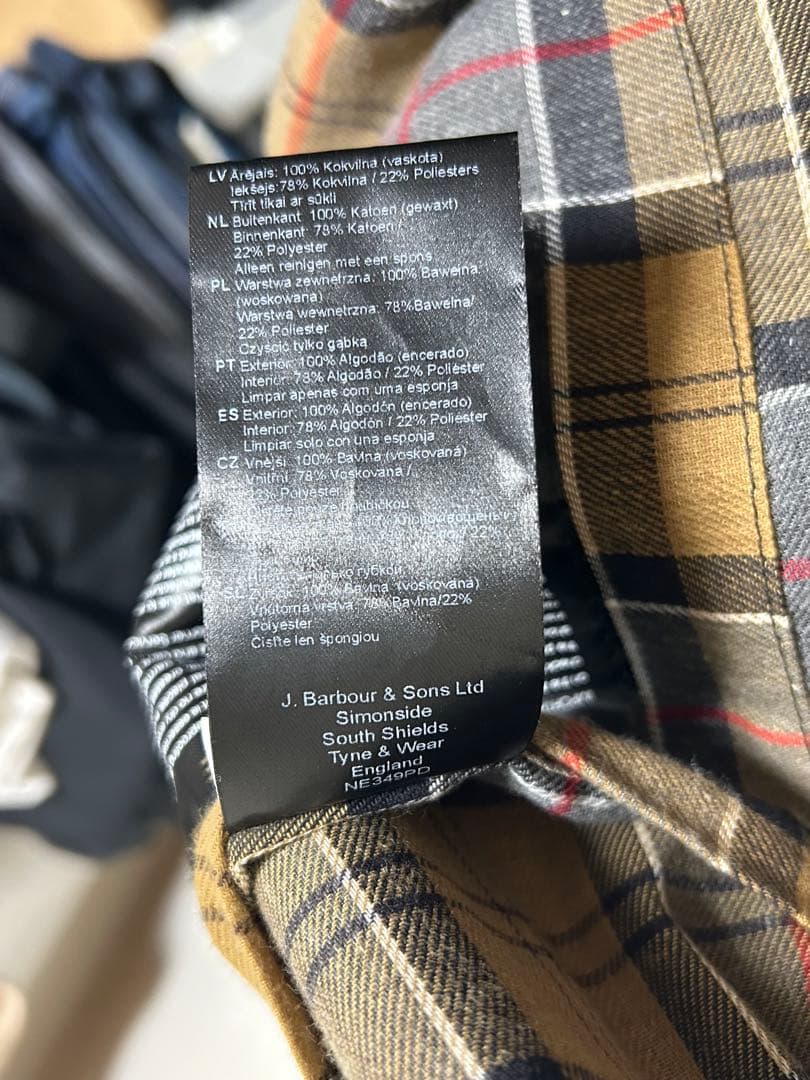 LV Ārējais: 100% Kokvilna (vaskota)
Iekšējs:78% Kokvilna / 22% Poliesters
Tīrīt tikai ar sūkli
NL Buitenkant 100% Katoen (gewaxt)
Binnenkant 78% Katoen /
22% Polyester
Alleen reinigen met een spons
PL Warstwa zewnętrzna: 100% Bawełna
(woskowana)
Warstwa wewnętrzna: 78%Bawełna/
22% Poliester
Czyścić tylko gąbką
PT Exterior: 100% Algodão (encerado)
Interior: 78% Algodão / 22% Poliéster
Limpar apenas com uma esponja
ES Exterior: 100% Algodón (encerado)
Interior: 78% Algodón / 22% Poliéster
Limpiar solo con una esponja
CZ Vnější: 100% Bavlna (voskovaná)
Vnitřní: 78% Voskovaná /
Polyester
22%
губкой
SL 100% Bavlna (voskovaná)
Vnútorná vrstva: 78%Bavlna/22%
Polyester
Čistite len špongiou
J. Barbour & Sons Ltd
Simonside
South Shields
Tyne & Wear
England
NE349PD